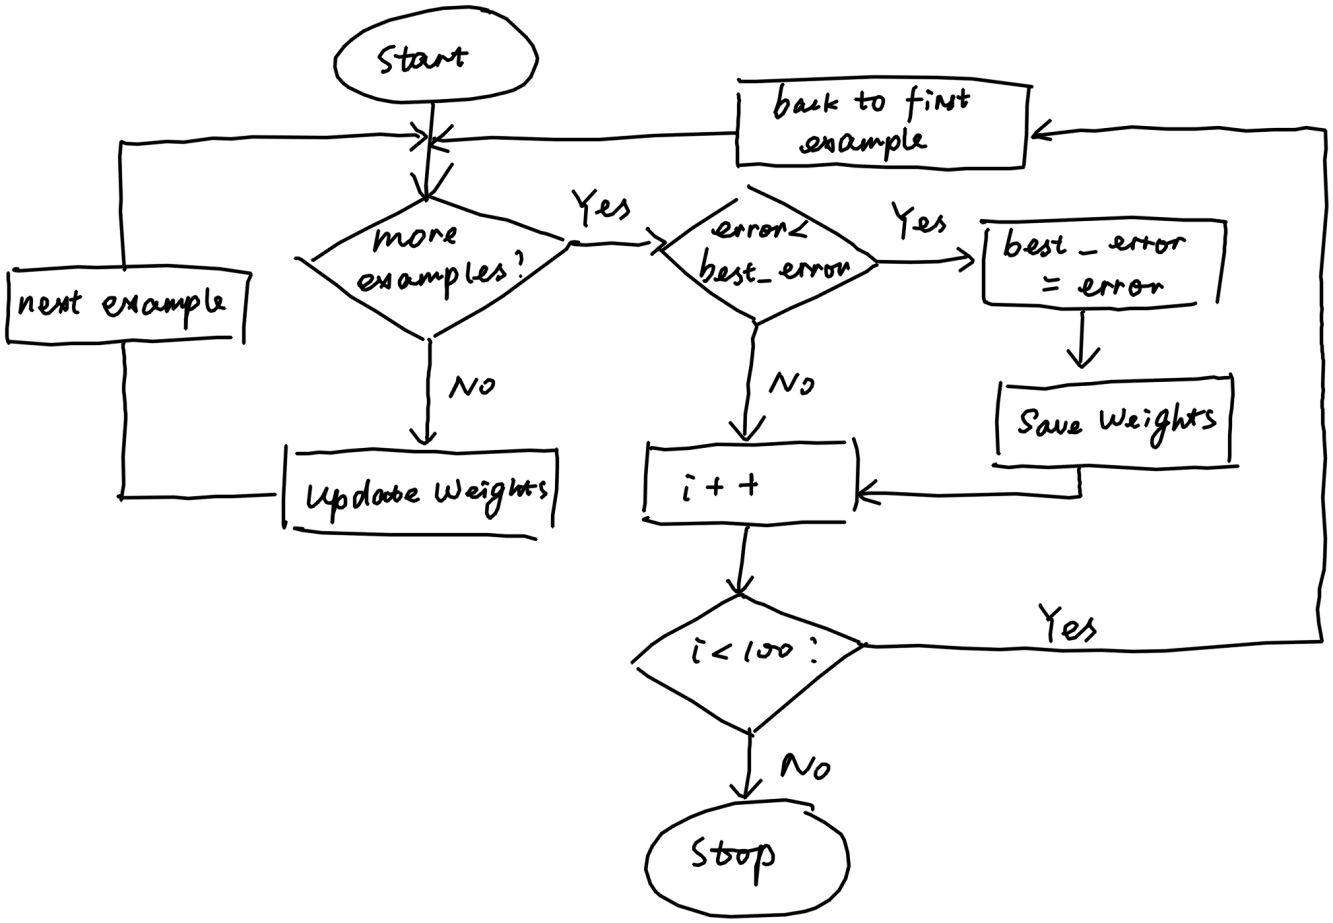 Start
back to first
example
more
examples?
Yes
error<
best_error
Yes
best_error
= error
next example
No
No
Save Weights
Update Weights
i++
i<100?
Yes
No
Stop